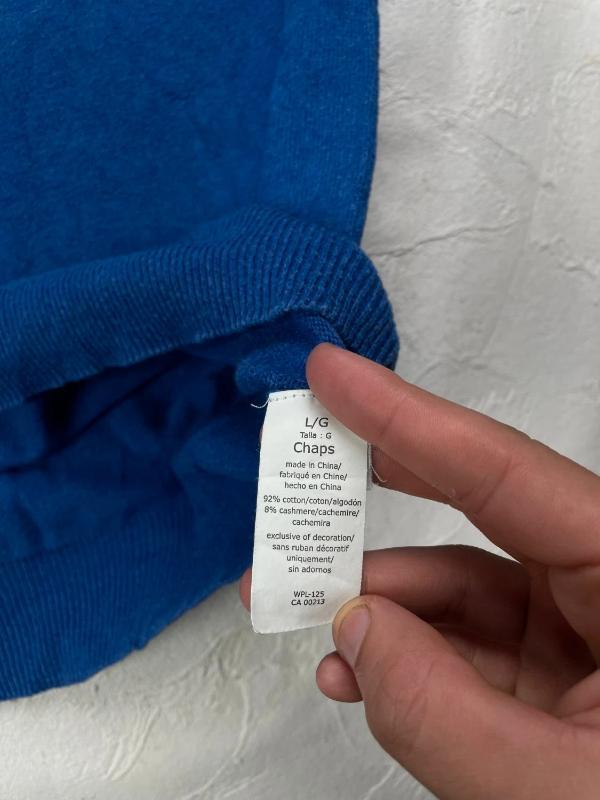 L/G
Talla : G
Chaps
made in China/
fabriqué en Chine/
hecho en China
92% cotton/coton/algodón
8% cashmere/cachemire/
cachemira
exclusive of decoration/
sans ruban décoratif
uniquement/
sin adornos
WPL-125
CA 00213